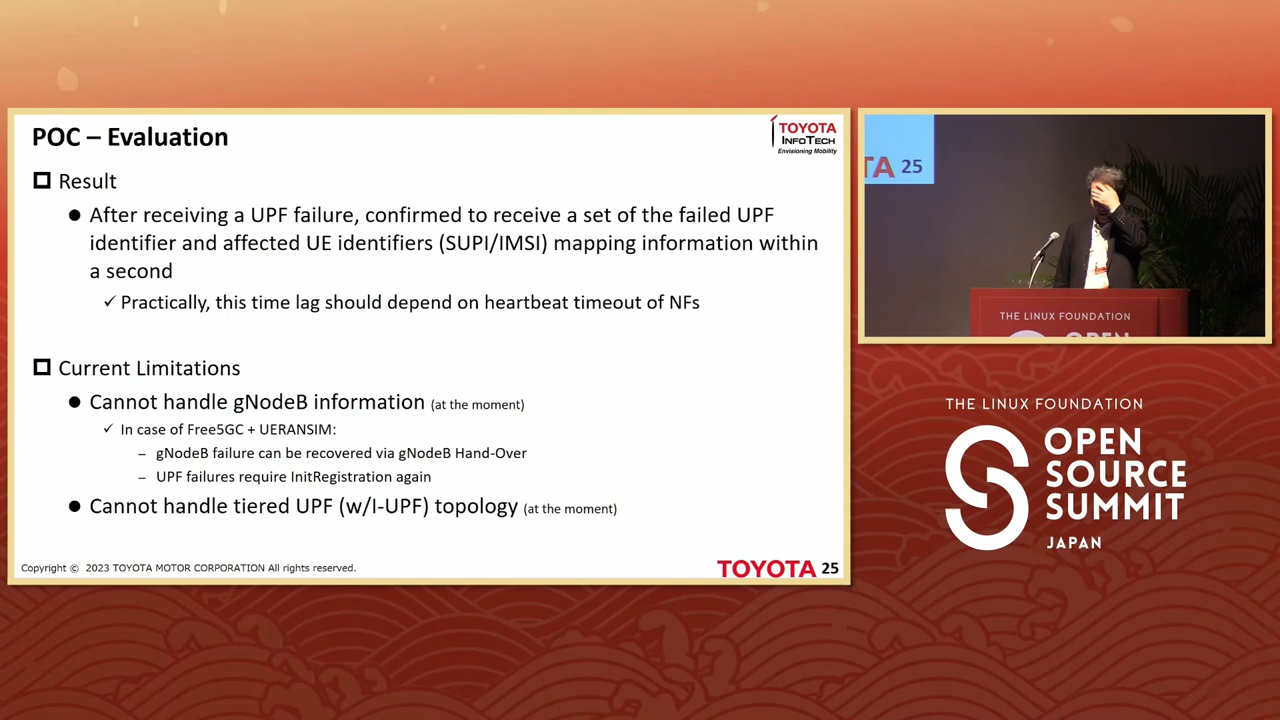 POC – Evaluation
TOYOTA
INFOTECH
Envisioning Mobility
Result
After receiving a UPF failure, confirmed to receive a set of the failed UPF
identifier and affected UE identifiers (SUPI/IMSI) mapping information within
a second
✓ Practically, this time lag should depend on heartbeat timeout of NFs
Current Limitations
Cannot handle gNodeB information (at the moment)
✓ In case of Free5GC + UERANSIM:
– gNodeB failure can be recovered via gNodeB Hand-Over
– UPF failures require InitRegistration again
Cannot handle tiered UPF (w/I-UPF) topology (at the moment)
Copyright © 2023 TOYOTA MOTOR CORPORATION All rights reserved.
TOYOTA 25
TA 25
THE LINUX FOUNDATION
OPEN
THE LINUX FOUNDATION
OPEN
SOURCE
SUMMIT
JAPAN